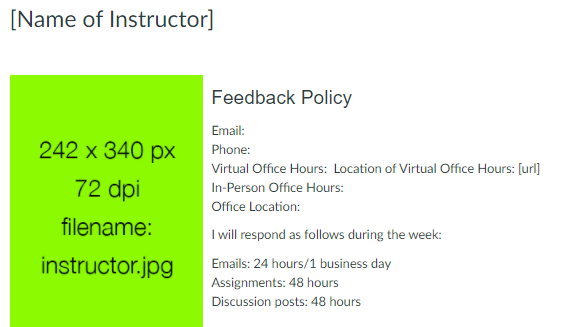 [Name of Instructor]
242 x 340 px
72 dpi
filename:
instructor.jpg
Feedback Policy
Email:
Phone:
Virtual Office Hours:  Location of Virtual Office Hours: [url]
In-Person Office Hours:
Office Location:
I will respond as follows during the week:
Emails: 24 hours/1 business day
Assignments: 48 hours
Discussion posts: 48 hours